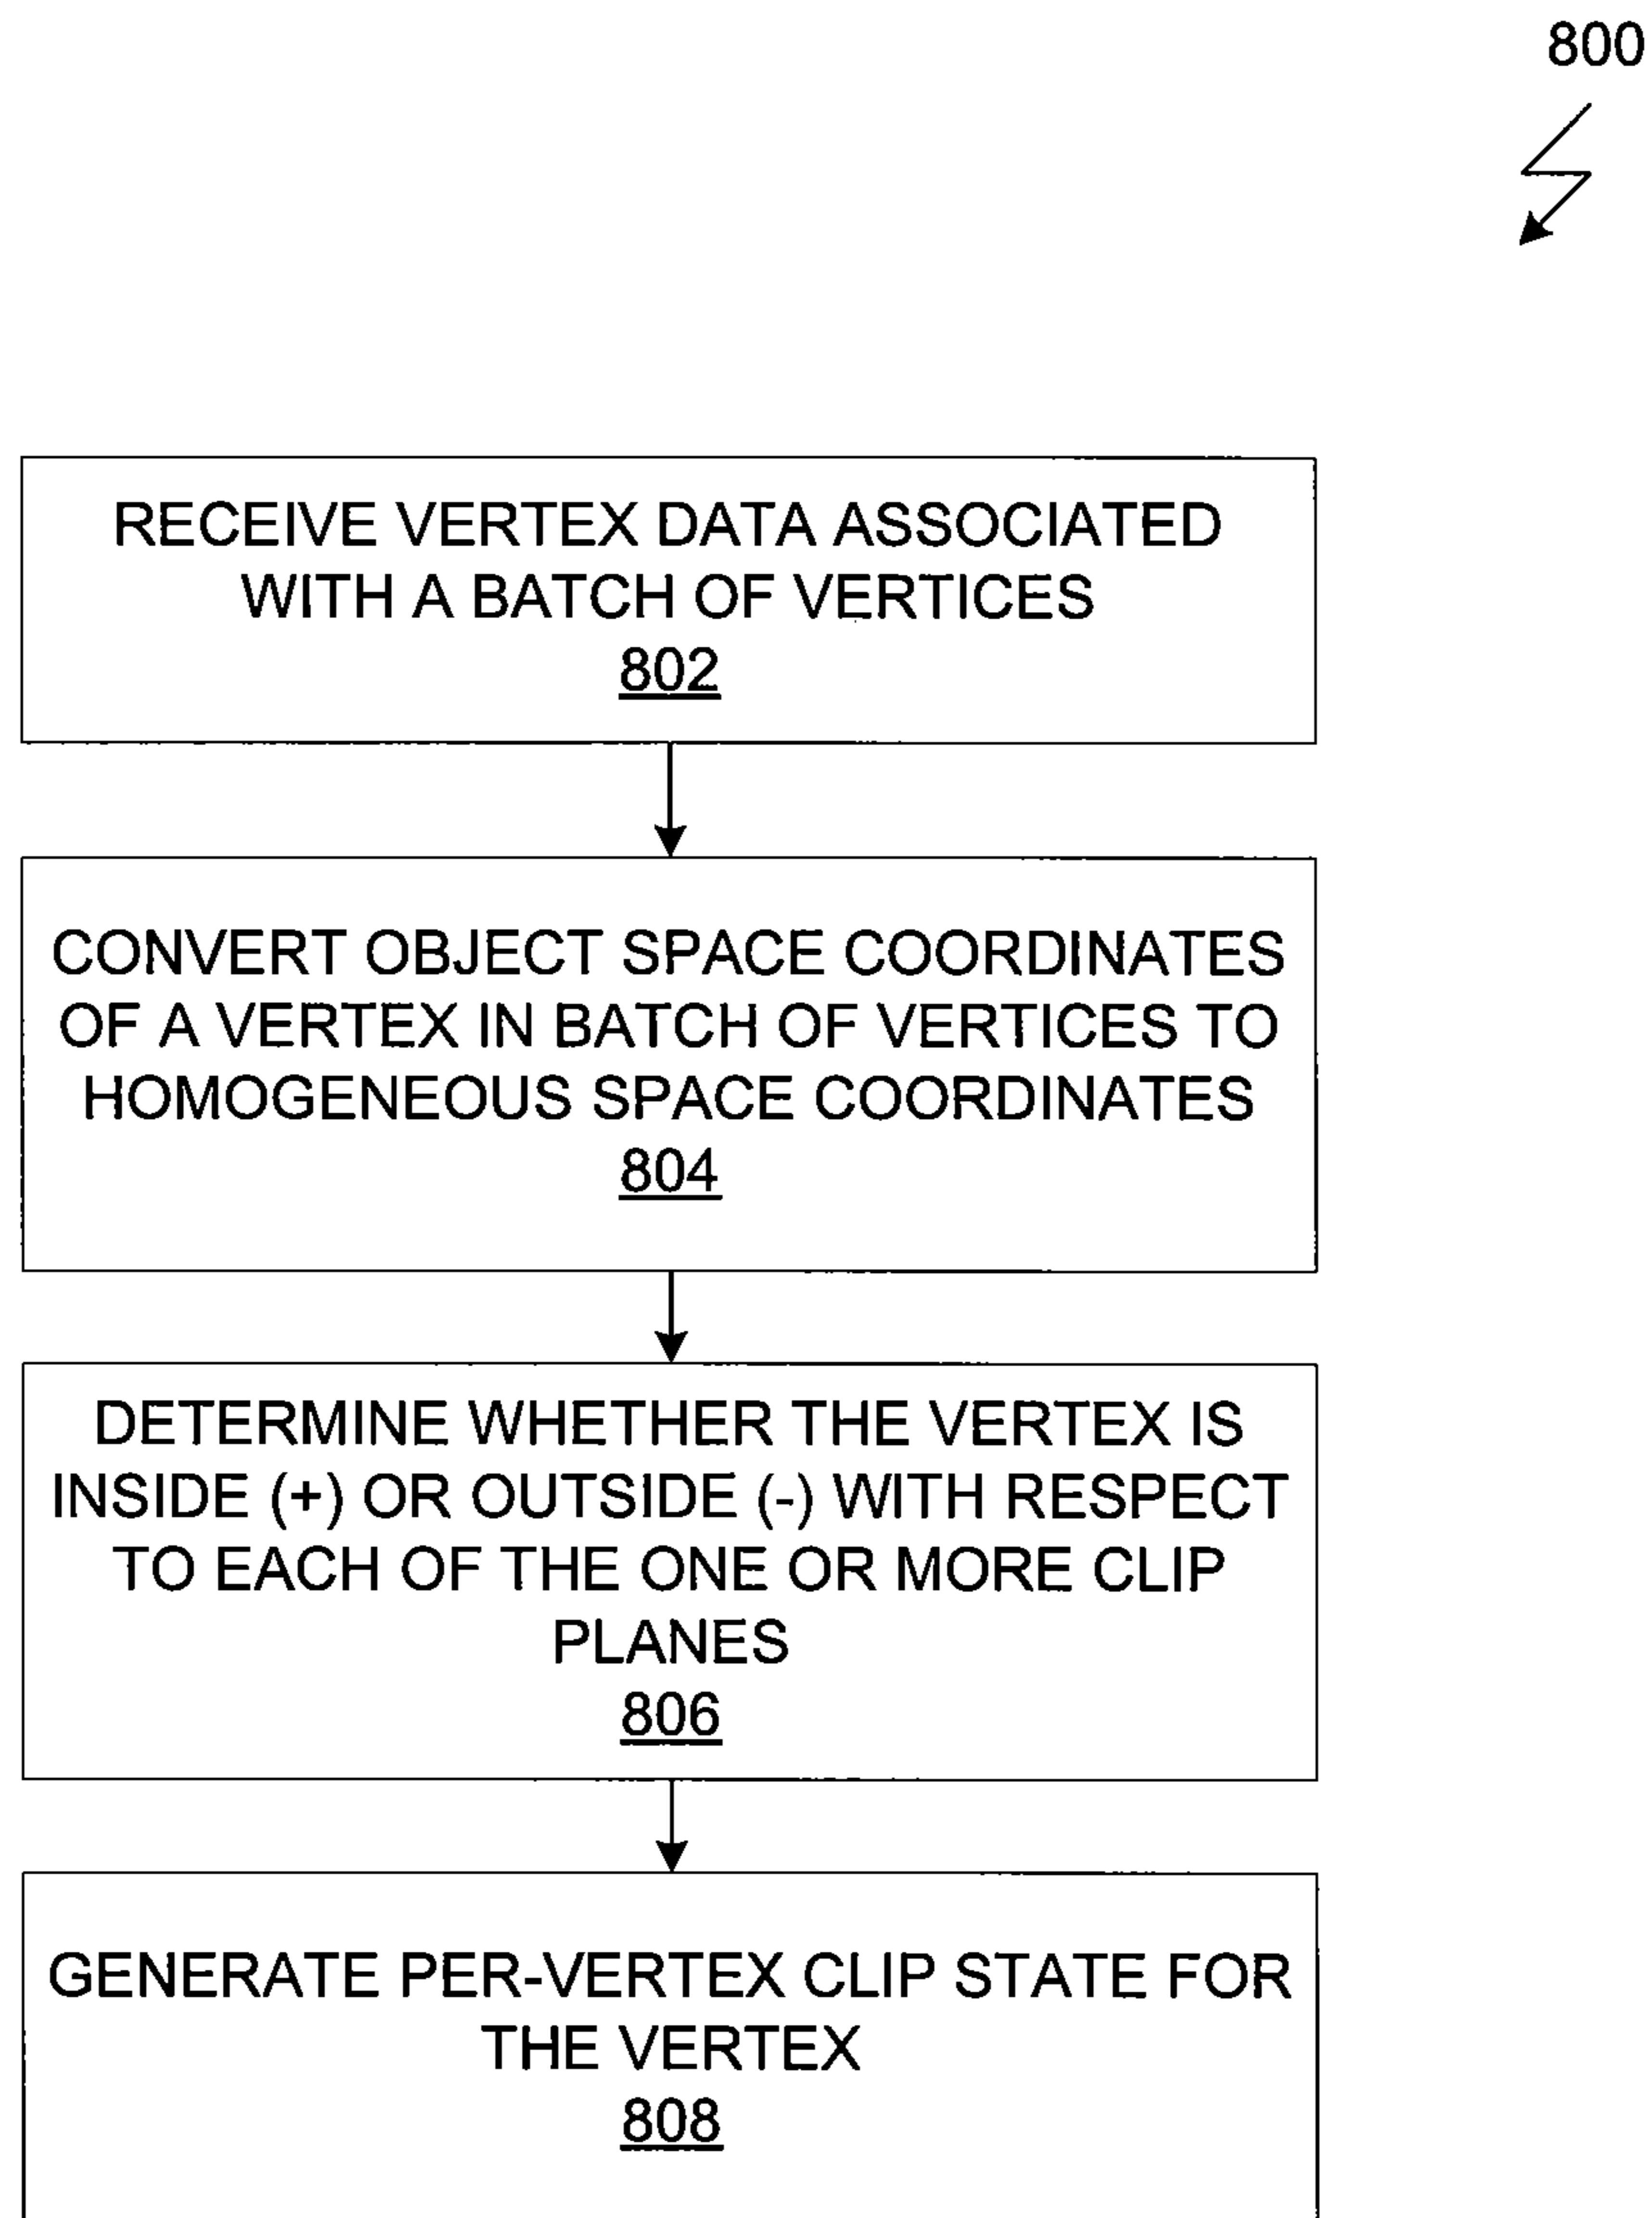 800
RECEIVE VERTEX DATA ASSOCIATED
WITH A BATCH OF VERTICES
802
CONVERT OBJECT SPACE COORDINATES
OF A VERTEX IN BATCH OF VERTICES TO
HOMOGENEOUS SPACE COORDINATES
804
DETERMINE WHETHER THE VERTEX IS
INSIDE (+) OR OUTSIDE (-) WITH RESPECT
TO EACH OF THE ONE OR MORE CLIP
PLANES
806
GENERATE PER-VERTEX CLIP STATE FOR
THE VERTEX
808